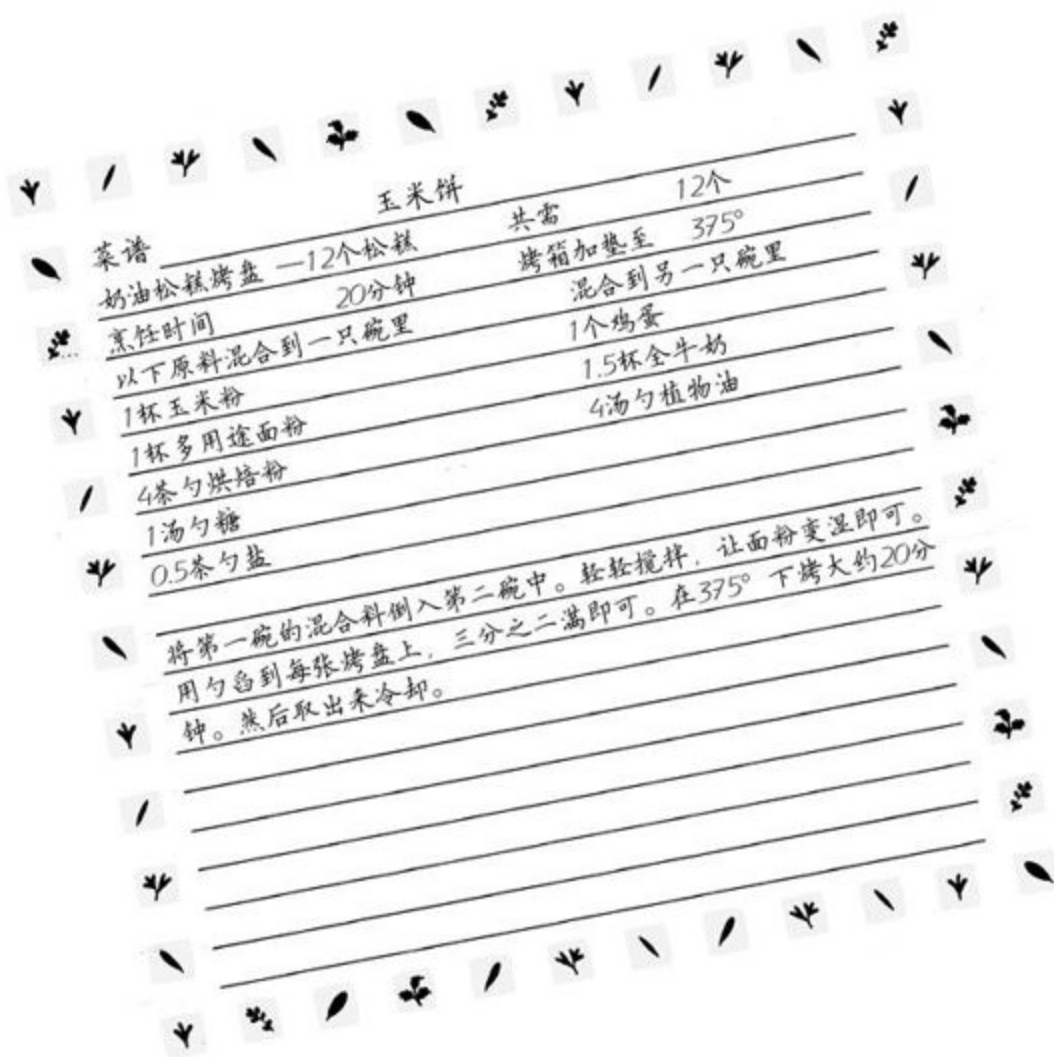 菜谱 玉米饼 共需 12个
奶油松糕烤盘 —12个松糕 烤箱加垫至 375°
烹饪时间 20分钟 混合到另一只碗里
以下原料混合到一只碗里 1个鸡蛋
1杯玉米粉 1.5杯全牛奶
1杯多用途面粉 4汤勺植物油
4茶勺烘焙粉
1汤勺糖
0.5茶勺盐
将第一碗的混合料倒入第二碗中。轻轻搅拌，让面粉变湿即可。
用勺舀到每张烤盘上，三分之二满即可。在375° 下烤大约20分
钟。然后取出来冷却。